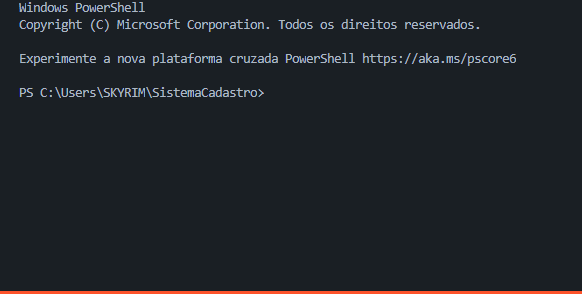 Windows PowerShell
Copyright (C) Microsoft Corporation. Todos os direitos reservados.
Experimente a nova plataforma cruzada PowerShell https://aka.ms/pscore6
PS C:\Users\SKYRIM\SistemaCadastro>